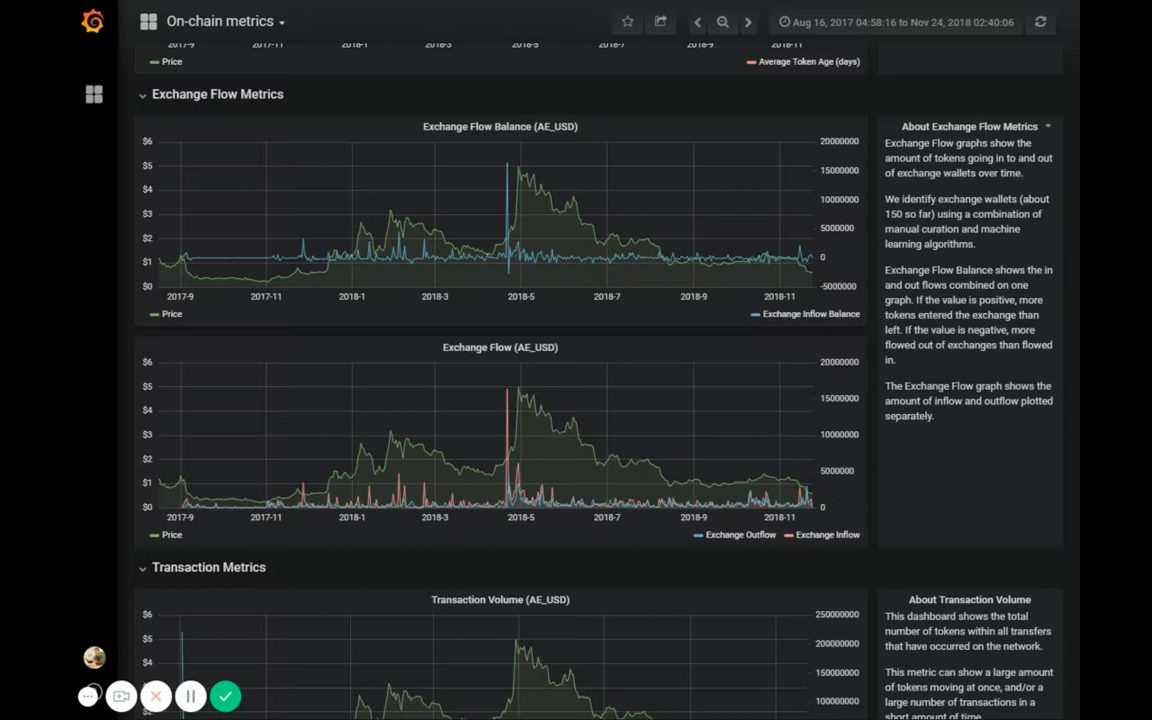 On-chain metrics
Aug 16, 2017 04:58:16 to Nov 24, 2018 02:40:06
2017-9 2017-11 2018-1 2018-3 2018-5 2018-7 2018-9 2018-11
Price
Average Token Age (days)
Exchange Flow Metrics
Exchange Flow Balance (AE_USD)
$6
$5
$4
$3
$2
$1
$0
20000000
15000000
10000000
5000000
0
-5000000
2017-9 2017-11 2018-1 2018-3 2018-5 2018-7 2018-9 2018-11
Price
Exchange Inflow Balance
About Exchange Flow Metrics
Exchange Flow graphs show the
amount of tokens going in to and out
of exchange wallets over time.
We identify exchange wallets (about
150 so far) using a combination of
manual curation and machine
learning algorithms.
Exchange Flow Balance shows the in
and out flows combined on one
graph. If the value is positive, more
tokens entered the exchange than
left. If the value is negative, more
flowed out of exchanges than flowed
in.
The Exchange Flow graph shows the
amount of inflow and outflow plotted
separately.
Exchange Flow (AE_USD)
$6
$5
$4
$3
$2
$1
$0
20000000
15000000
10000000
5000000
0
2017-9 2017-11 2018-1 2018-3 2018-5 2018-7 2018-9 2018-11
Price
Exchange Outflow Exchange Inflow
Transaction Metrics
Transaction Volume (AE_USD)
$6
$5
$4
$3
$2
250000000
200000000
150000000
100000000
About Transaction Volume
This dashboard shows the total
number of tokens within all transfers
that have occurred on the network.
This metric can show a large amount
of tokens moving at once, and/or a
large number of transactions in a
short amount of time.